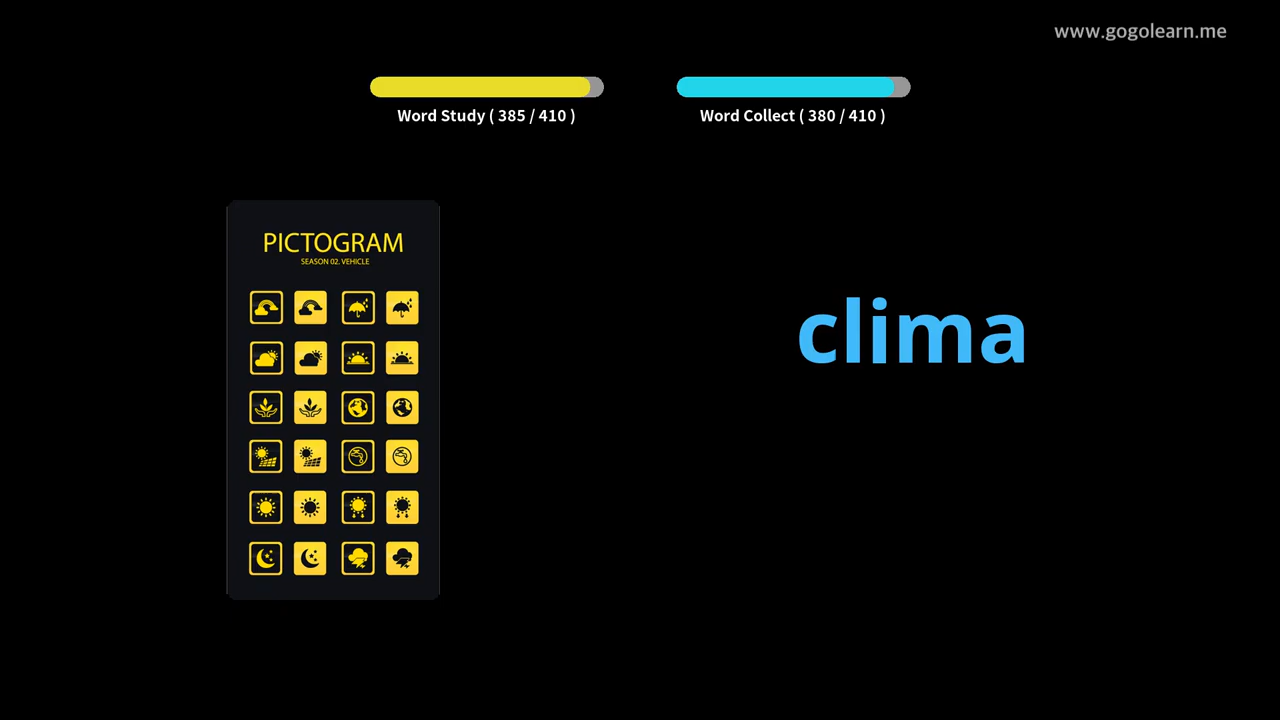 www.gogolearn.me
Word Study ( 385 / 410 )
Word Collect ( 380 / 410 )
PICTOGRAM
SEASON 02. VEHICLE
clima